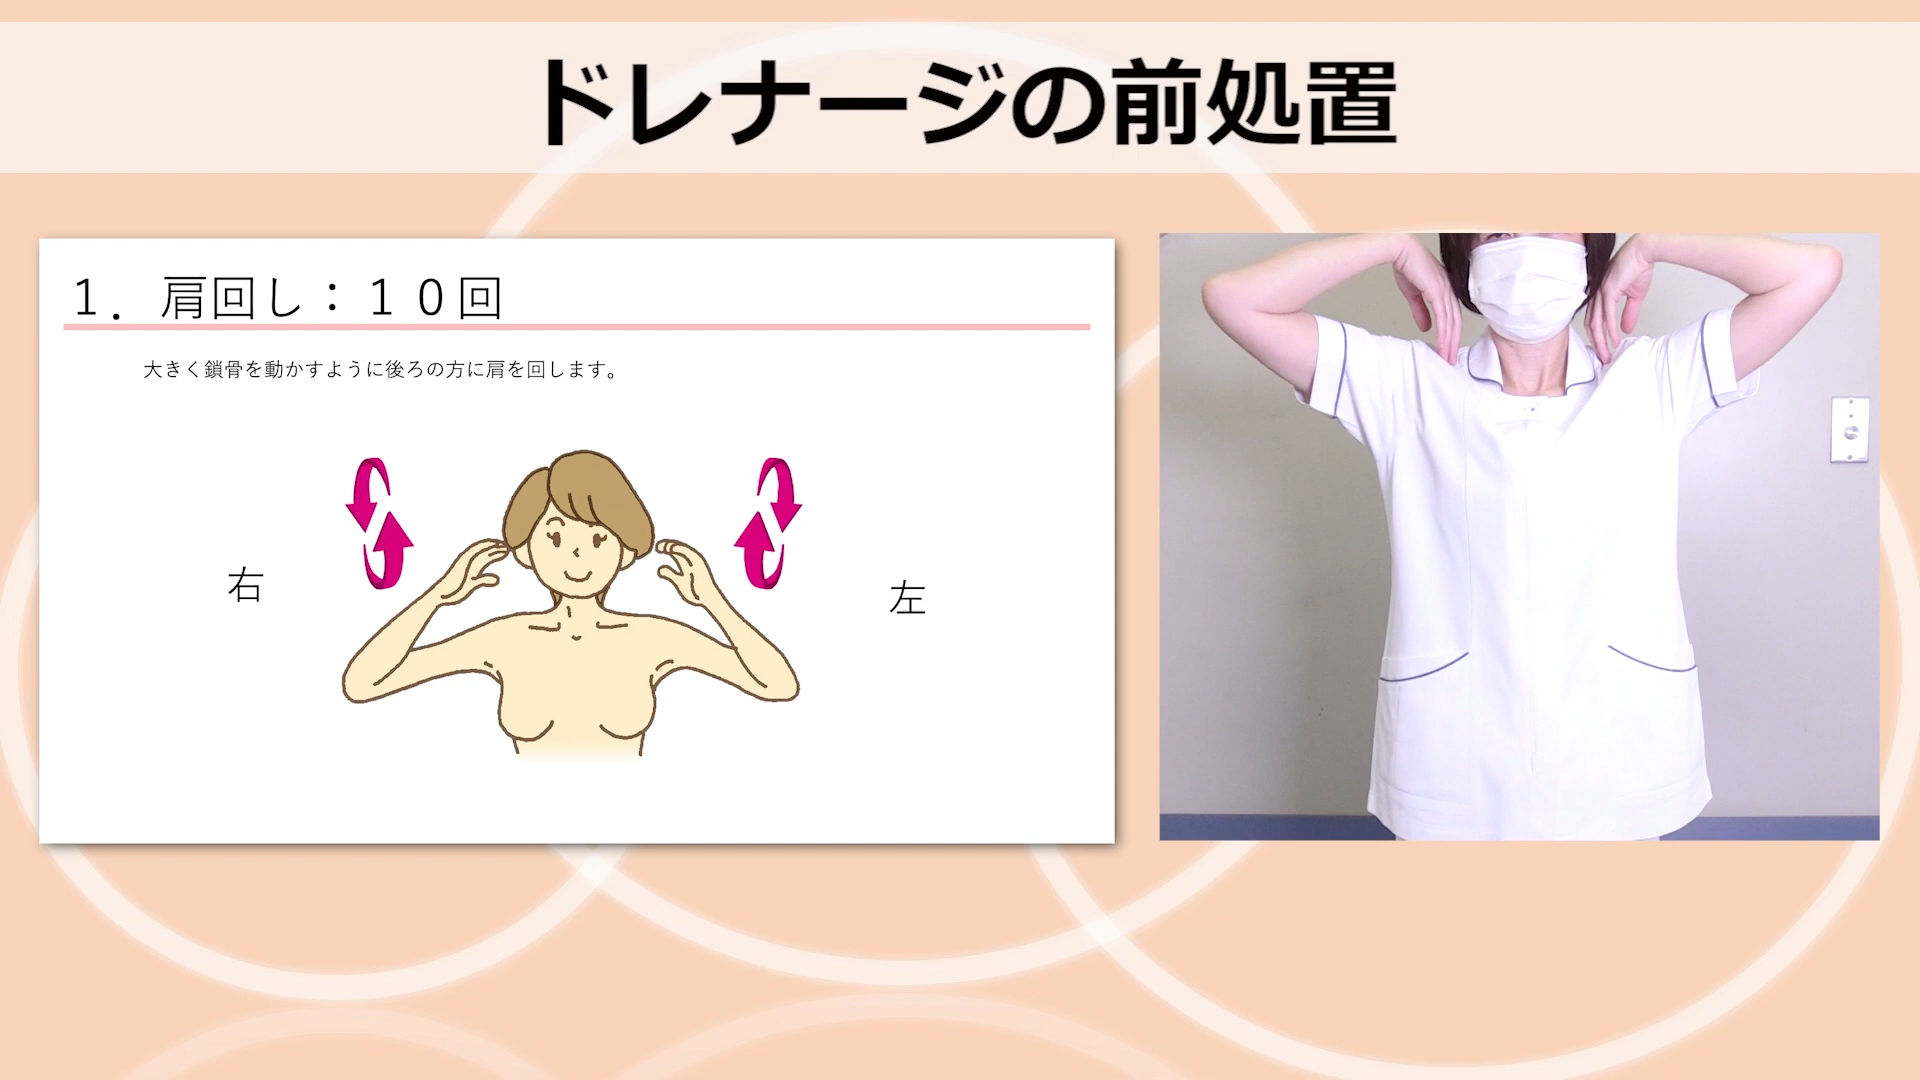 ドレナージの前処置
１．肩回し：１０回
大きく鎖骨を動かすように後ろの方に肩を回します。
右
左